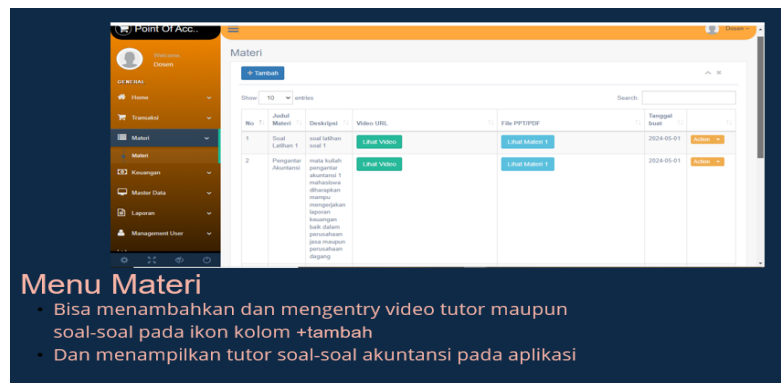 Point Of Acc..
Welcome,
Dosen
Dosen
GENERAL
Home
Transaksi
Materi
Materi
Keuangan
Master Data
Laporan
Management User
Materi
+ Tambah
Show 10 entries
Search:
No Judul Materi Deskripsi Video URL File PPT/PDF Tanggal buat
1 Soal Latihan 1 soal latihan soal 1 Lihat Video Lihat Materi 1 2024-05-01 Action
2 Pengantar Akuntansi mata kuliah pengantar akuntansi 1 mahasiswa diharapkan mampu mengerjakan laporan keuangan baik dalam perusahaan jasa maupun perusahaan dagang Lihat Video Lihat Materi 1 2024-05-01 Action
Menu Materi
• Bisa menambahkan dan mengentry video tutor maupun
soal-soal pada ikon kolom +tambah
• Dan menampilkan tutor soal-soal akuntansi pada aplikasi